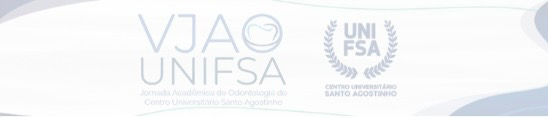 VJAO
UNIFSA
Jornada Acadêmica de Odontologia do
Centro Universitário Santo Agostinho
UNI
FSA
CENTRO UNIVERSITÁRIO
SANTO AGOSTINHO